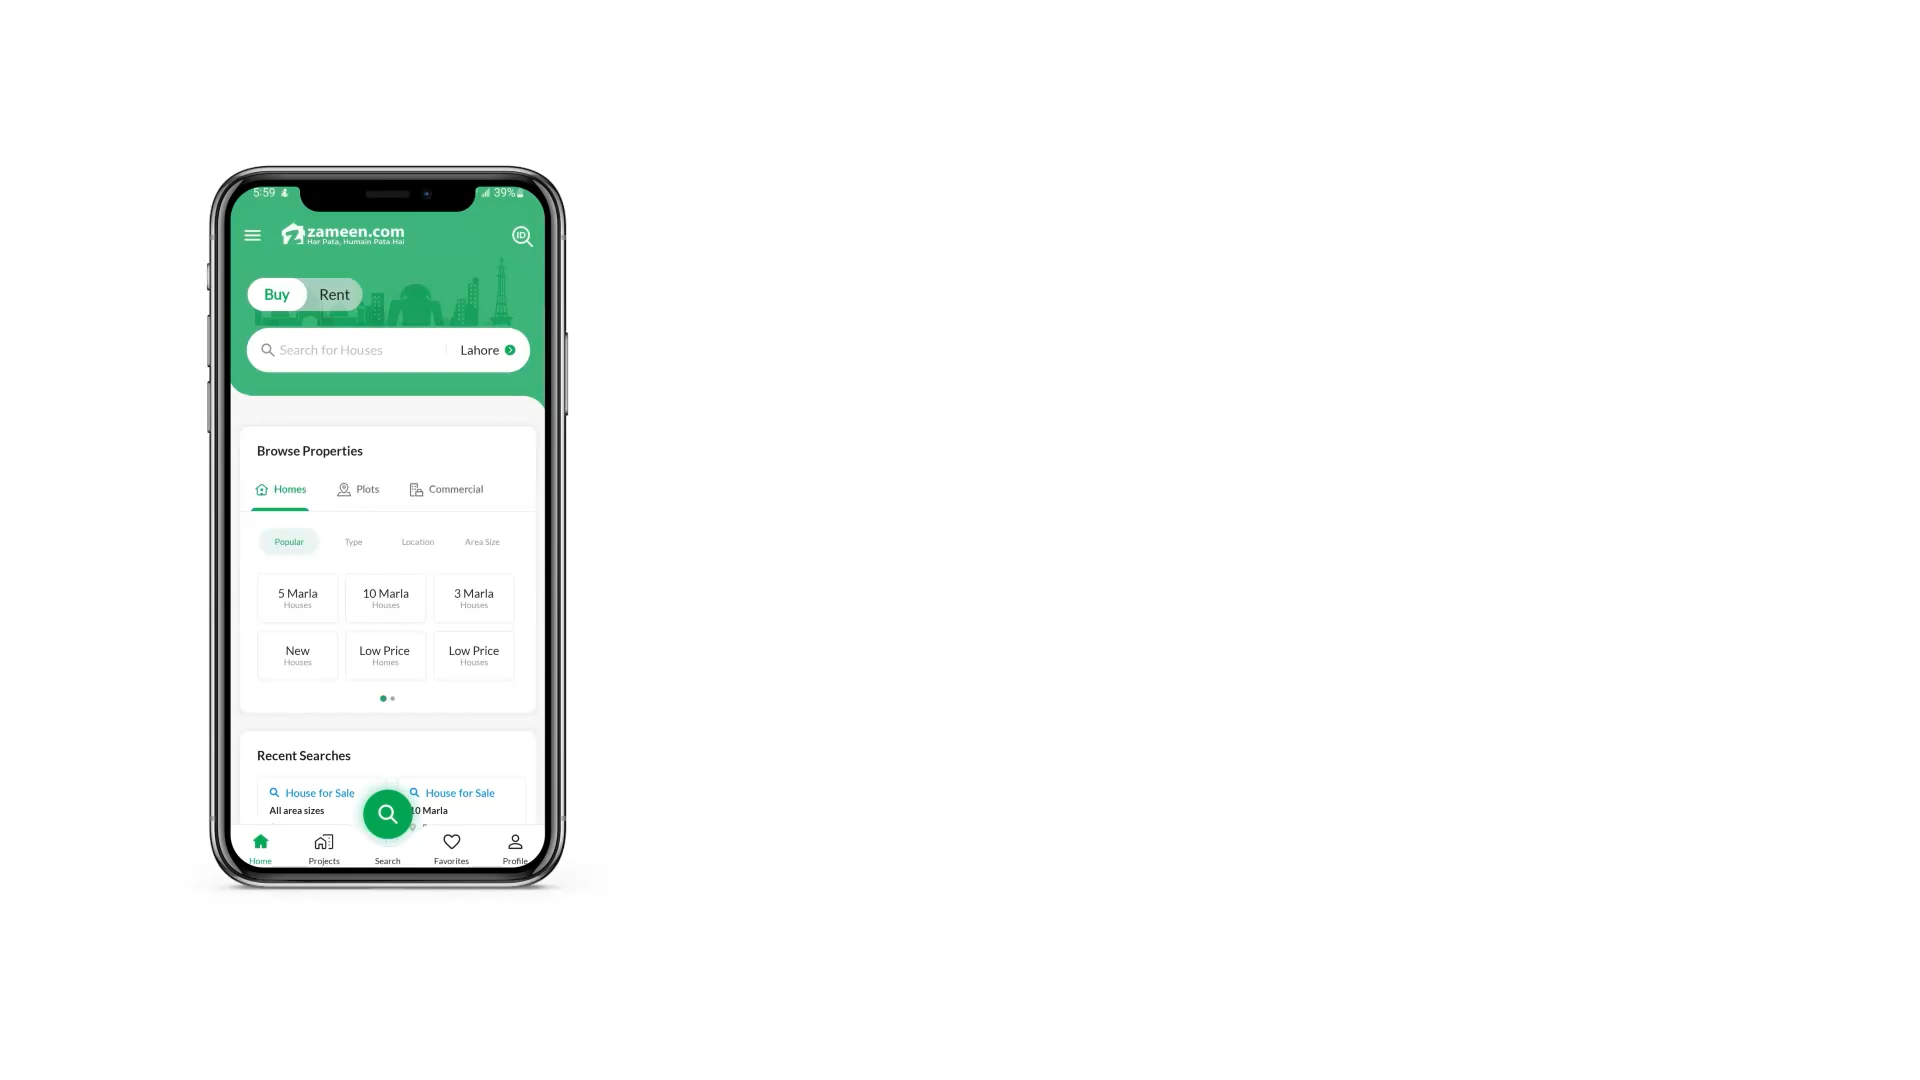 5:59
39%
zameen.com
Har Pata, Humain Pata Hai
ID
Buy Rent
Search for Houses Lahore
Browse Properties
Homes Plots Commercial
Popular Type Location Area Size
5 Marla 10 Marla 3 Marla
Houses Houses Houses
New Low Price Low Price
Houses Homes Houses
Recent Searches
House for Sale House for Sale
All area sizes 10 Marla
Home Projects Search Favorites Profile